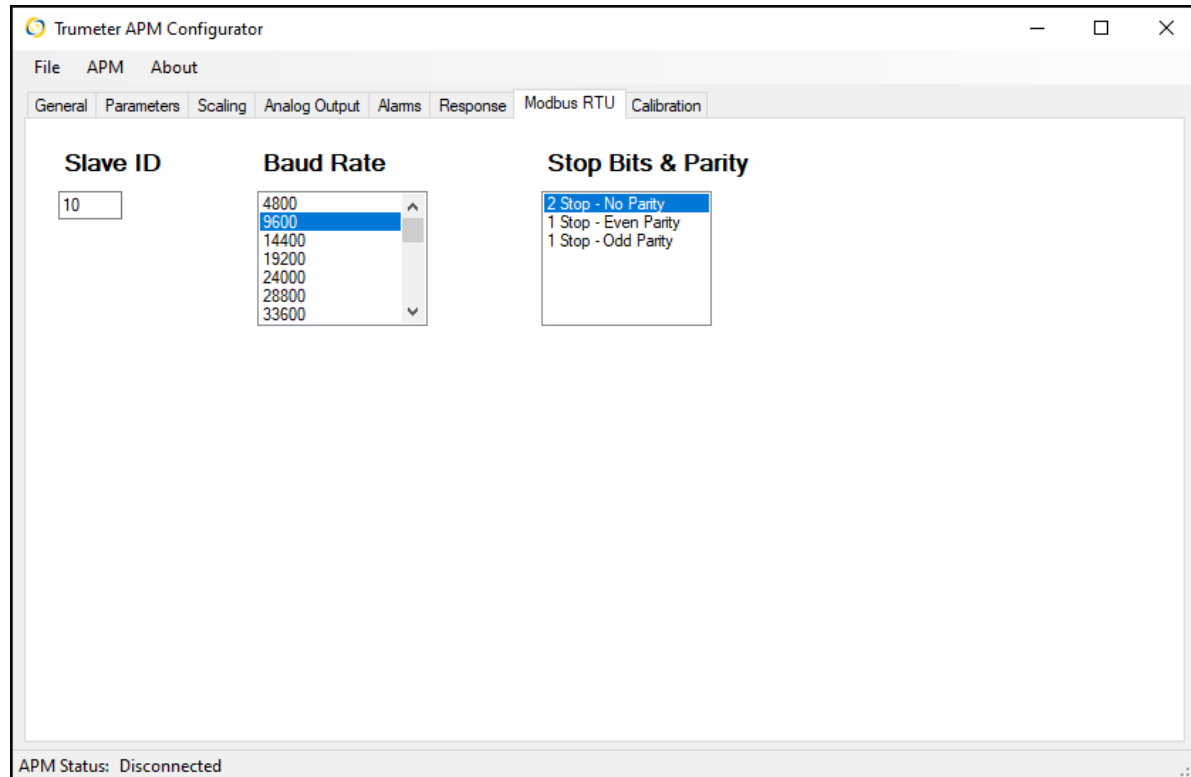 Trumeter APM Configurator
File APM About
General Parameters Scaling Analog Output Alarms Response Modbus RTU Calibration
Slave ID Baud Rate Stop Bits & Parity
10
4800
9600
14400
19200
24000
28800
33600
2 Stop - No Parity
1 Stop - Even Parity
1 Stop - Odd Parity
APM Status: Disconnected